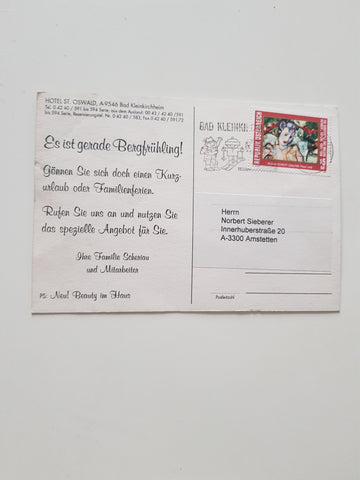 HOTEL ST. OSWALD, A-9546 Bad Kleinkirchheim
Es ist gerade Bergfrühling!
Gönnen Sie sich doch einen Kurz-
urlaub oder Familienferien.
Rufen Sie uns an und nutzen Sie
das spezielle Angebot für Sie.
Ihre Familie Scheriau
und Mitarbeiter
PS: Neu! Beauty im Haus
BAD KLEINKI
REPUBLIK ÖSTERREICH
Herrn
Norbert Sieberer
Innerhuberstraße 20
A-3300 Amstetten
Postleitzahl